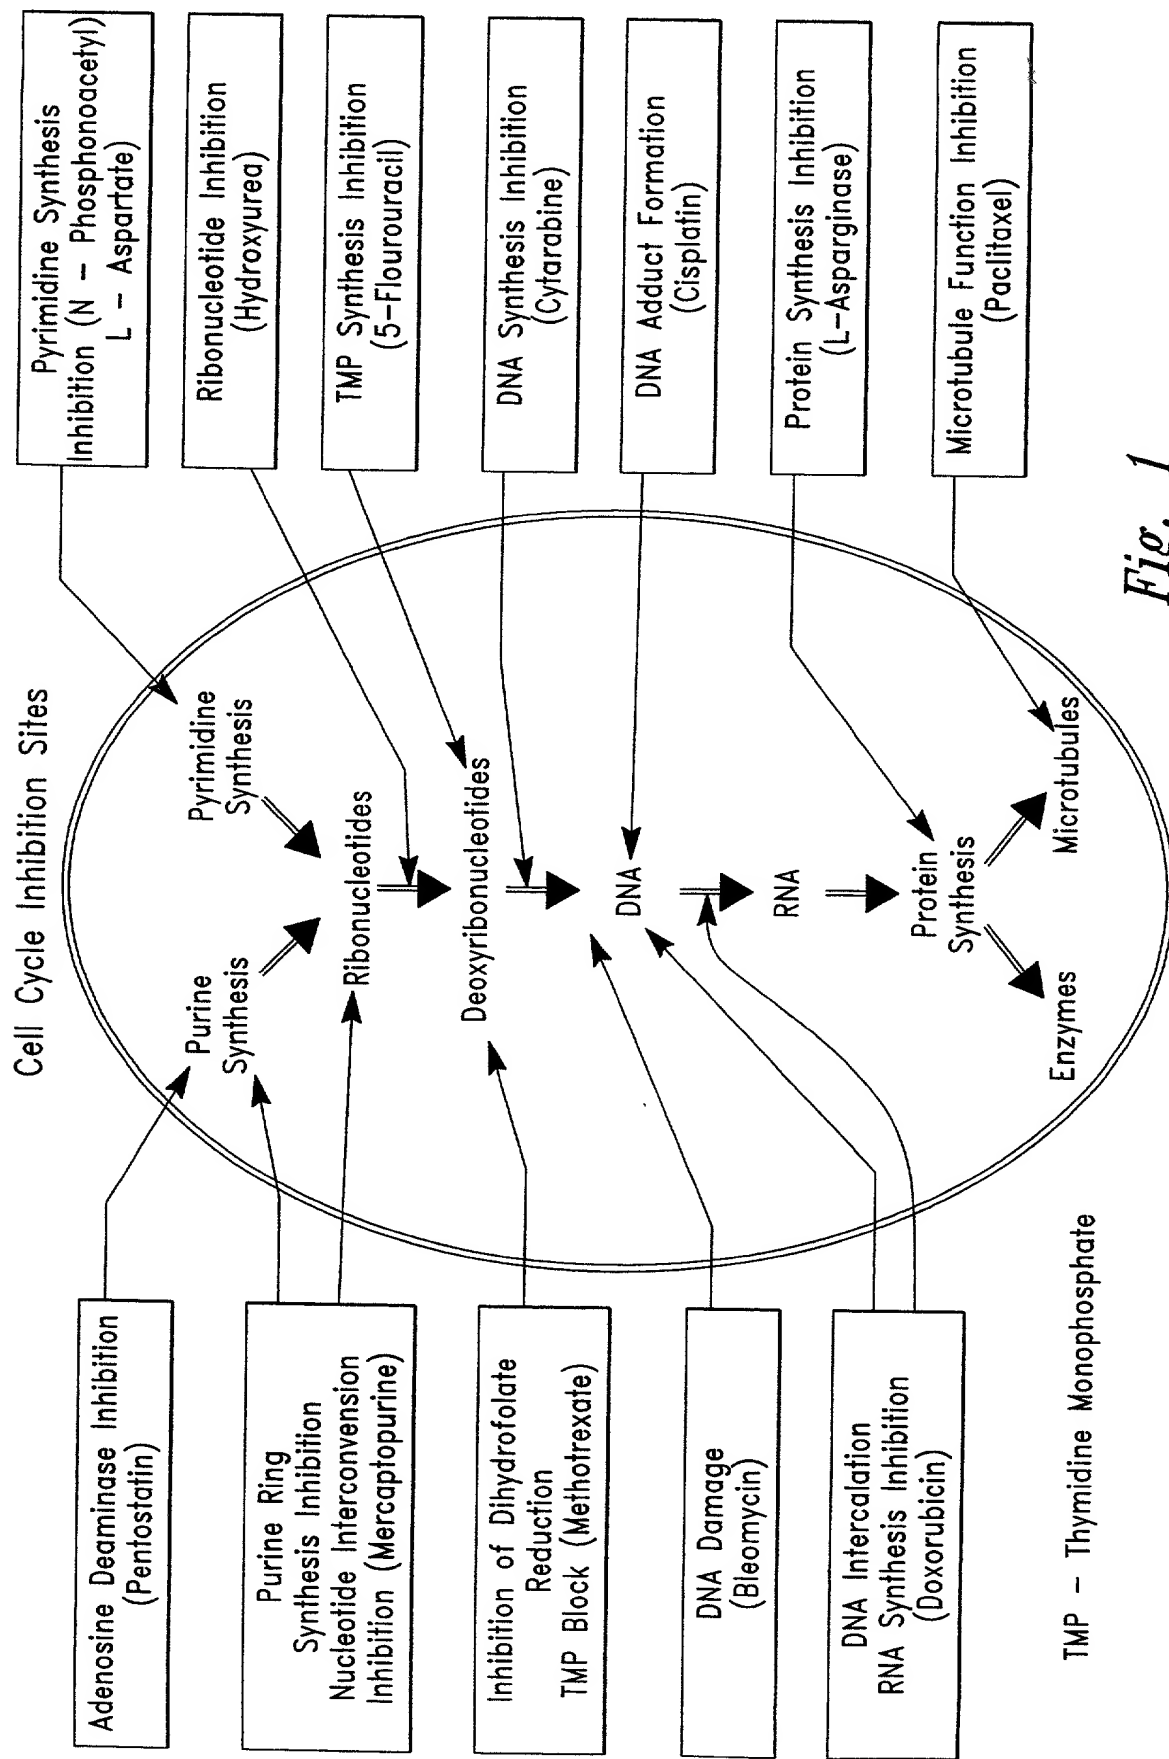 Cell Cycle Inhibition Sites
Adenosine Deaminase Inhibition
(Pentostatin)
Purine Ring
Synthesis Inhibition
Nucleotide Interconvension
Inhibition (Mercaptopurine)
Inhibition of Dihydrofolate
Reduction
TMP Block (Methotrexate)
DNA Damage
(Bleomycin)
DNA Intercalation
RNA Synthesis Inhibition
(Doxorubicin)
Purine
Synthesis
Pyrimidine
Synthesis
Ribonucleotides
Deoxyribonucleotides
DNA
RNA
Protein
Synthesis
Enzymes
Microtubules
Pyrimidine Synthesis
Inhibition (N – Phosphonoacetyl)
L – Aspartate)
Ribonucleotide Inhibition
(Hydroxyurea)
TMP Synthesis Inhibition
(5–Flourouracil)
DNA Synthesis Inhibition
(Cytarabine)
DNA Adduct Formation
(Cisplatin)
Protein Synthesis Inhibition
(L–Asparginase)
Microtubule Function Inhibition
(Paclitaxel)
TMP – Thymidine Monophosphate
Fig. 1